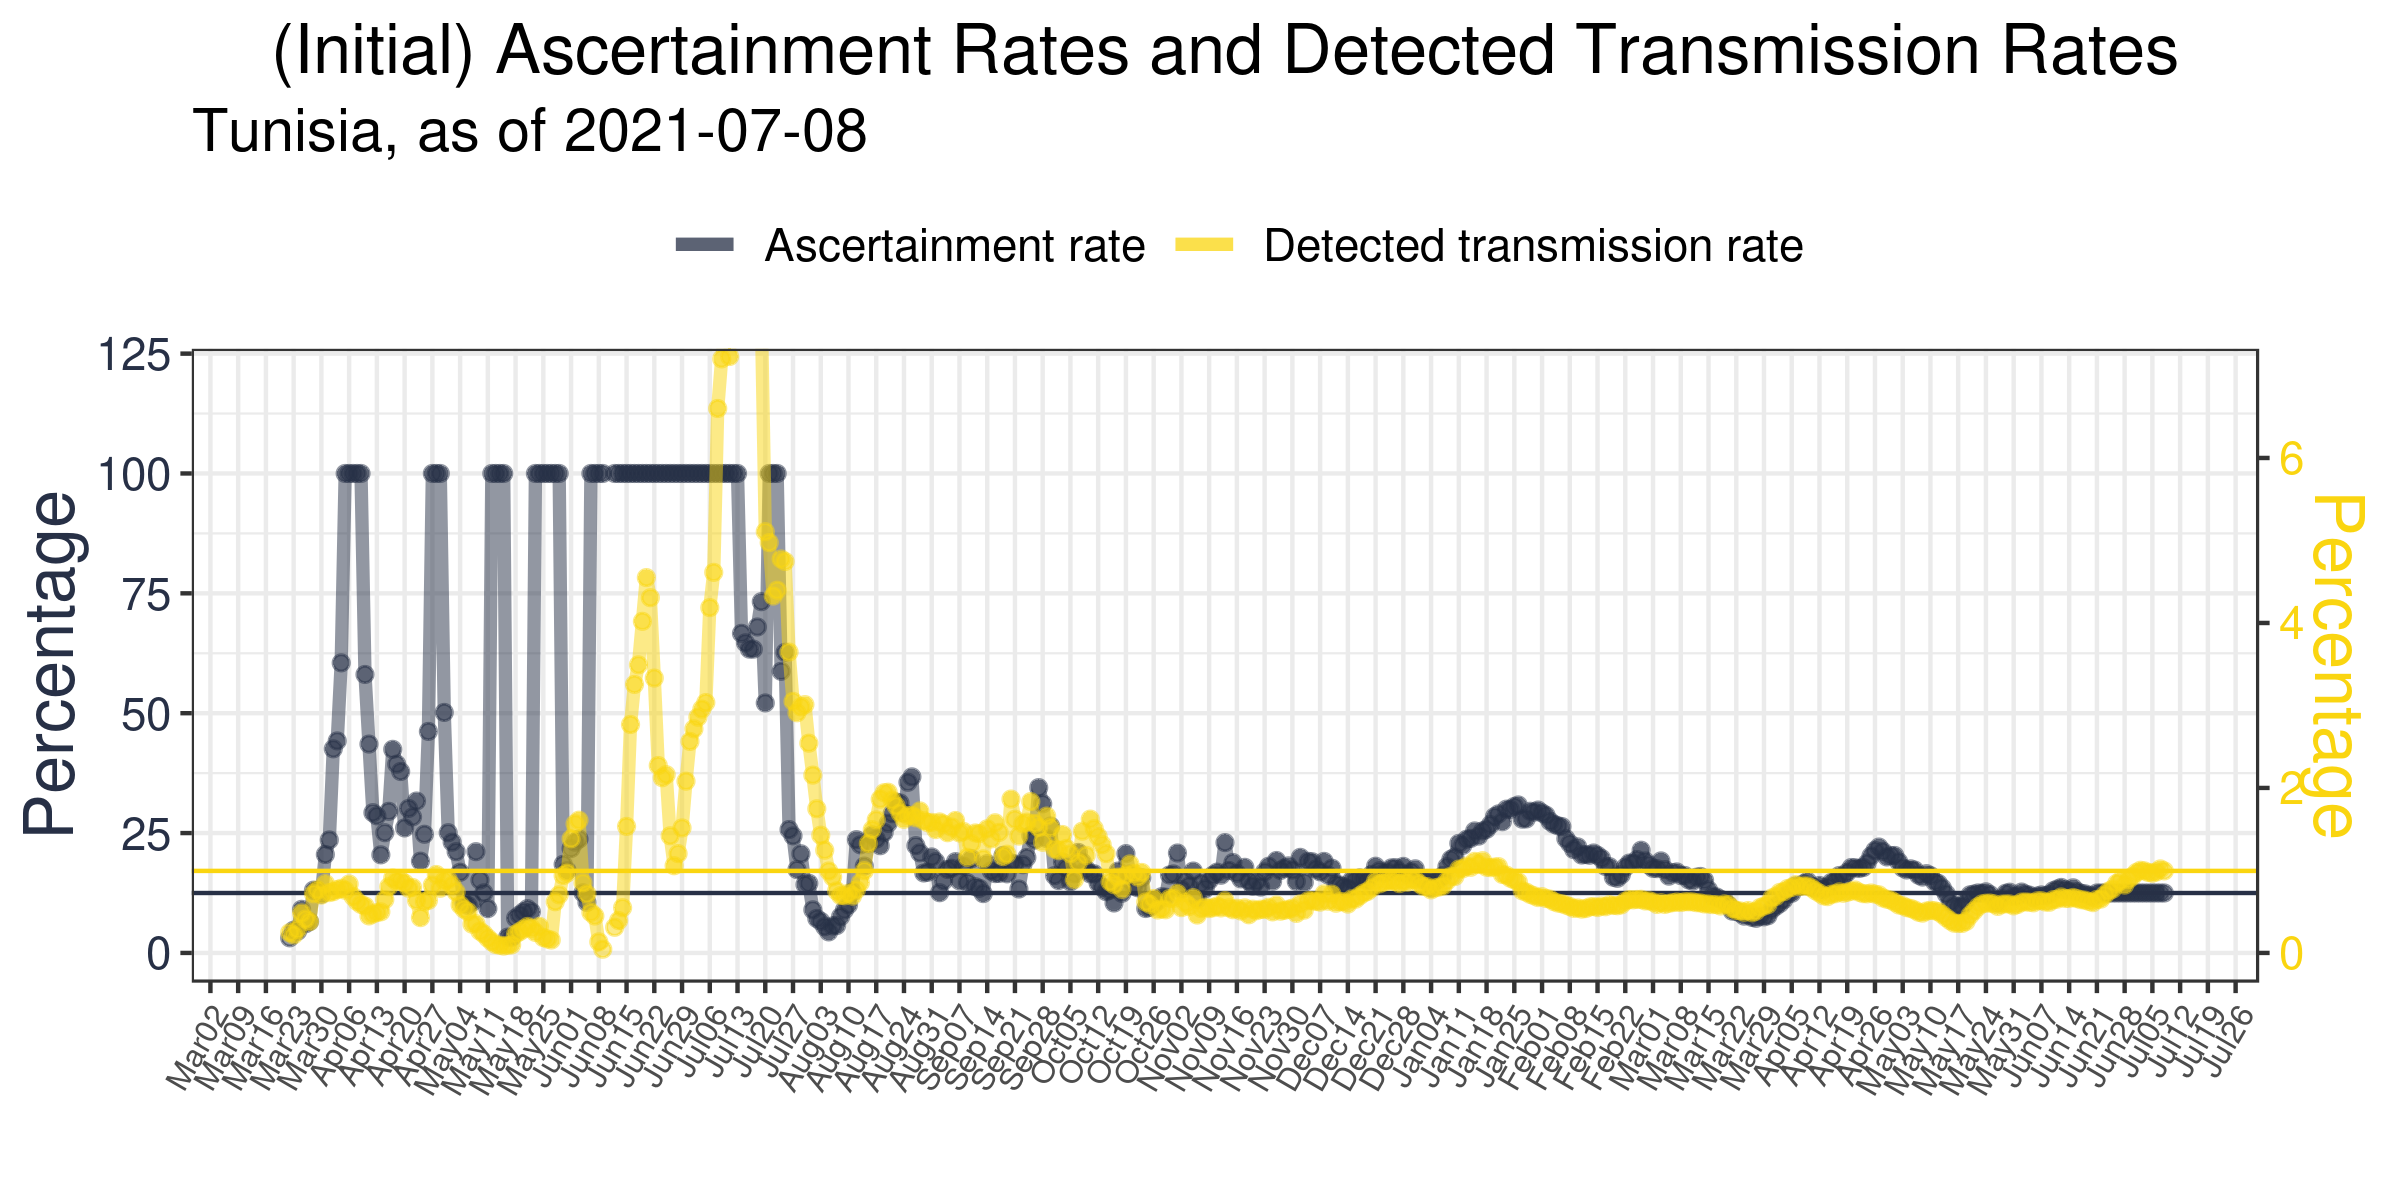 (Initial) Ascertainment Rates and Detected Transmission Rates
Tunisia, as of 2021-07-08
Ascertainment rate
Detected transmission rate
125
100
75
50
25
0
Percentage
6
4
2
0
Percentage
Mar02
Mar09
Mar16
Mar23
Mar30
Apr06
Apr13
Apr20
Apr27
May04
May11
May18
May25
Jun01
Jun08
Jun15
Jun22
Jun29
Jul06
Jul13
Jul20
Jul27
Aug03
Aug10
Aug17
Aug24
Aug31
Sep07
Sep14
Sep21
Sep28
Oct05
Oct12
Oct19
Oct26
Nov02
Nov09
Nov16
Nov23
Nov30
Dec07
Dec14
Dec21
Dec28
Jan04
Jan11
Jan18
Jan25
Feb01
Feb08
Feb15
Feb22
Mar01
Mar08
Mar15
Mar22
Mar29
Apr05
Apr12
Apr19
Apr26
May03
May10
May17
May24
May31
Jun07
Jun14
Jun21
Jun28
Jul05
Jul12
Jul19
Jul26